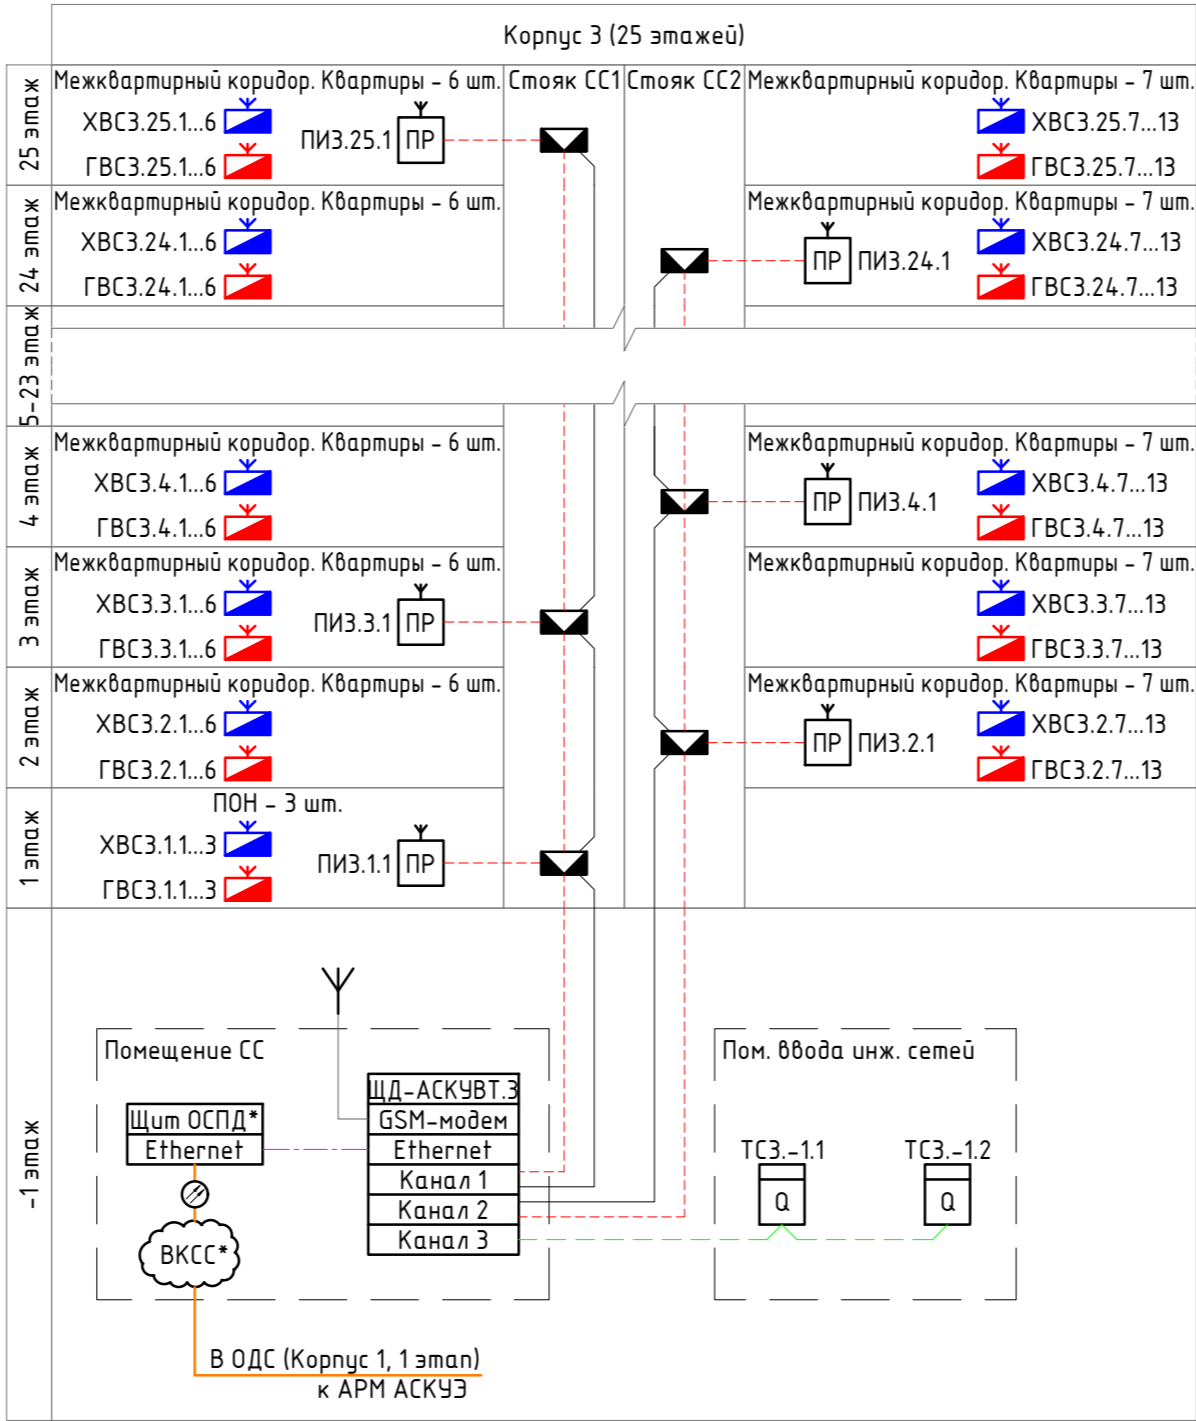 Корпус 3 (25 этажей)
25 этаж
Межквартирный коридор. Квартиры – 6 шт.
Стояк СС1
Стояк СС2
Межквартирный коридор. Квартиры – 7 шт.
ХВС3.25.1...6
ПИ3.25.1
ПР
ХВС3.25.7...13
ГВС3.25.1...6
ГВС3.25.7...13
24 этаж
Межквартирный коридор. Квартиры – 6 шт.
Межквартирный коридор. Квартиры – 7 шт.
ХВС3.24.1...6
ПР
ПИ3.24.1
ХВС3.24.7...13
ГВС3.24.1...6
ГВС3.24.7...13
5-23 этаж
4 этаж
Межквартирный коридор. Квартиры – 6 шт.
Межквартирный коридор. Квартиры – 7 шт.
ХВС3.4.1...6
ПР
ПИ3.4.1
ХВС3.4.7...13
ГВС3.4.1...6
ГВС3.4.7...13
3 этаж
Межквартирный коридор. Квартиры – 6 шт.
Межквартирный коридор. Квартиры – 7 шт.
ХВС3.3.1...6
ПИ3.3.1
ПР
ХВС3.3.7...13
ГВС3.3.1...6
ГВС3.3.7...13
2 этаж
Межквартирный коридор. Квартиры – 6 шт.
Межквартирный коридор. Квартиры – 7 шт.
ХВС3.2.1...6
ПР
ПИ3.2.1
ХВС3.2.7...13
ГВС3.2.1...6
ГВС3.2.7...13
1 этаж
ПОН – 3 шт.
ХВС3.1.1...3
ПИ3.1.1
ПР
ГВС3.1.1...3
-1 этаж
Помещение СС
Пом. ввода инж. сетей
ЩД-АСКУВТ.3
GSM-модем
Ethernet
Канал 1
Канал 2
Канал 3
Щит ОСПД*
Ethernet
ВКСС*
ТС3.-1.1
Q
ТС3.-1.2
Q
В ОДС (Корпус 1, 1 этап)
к АРМ АСКУЭ